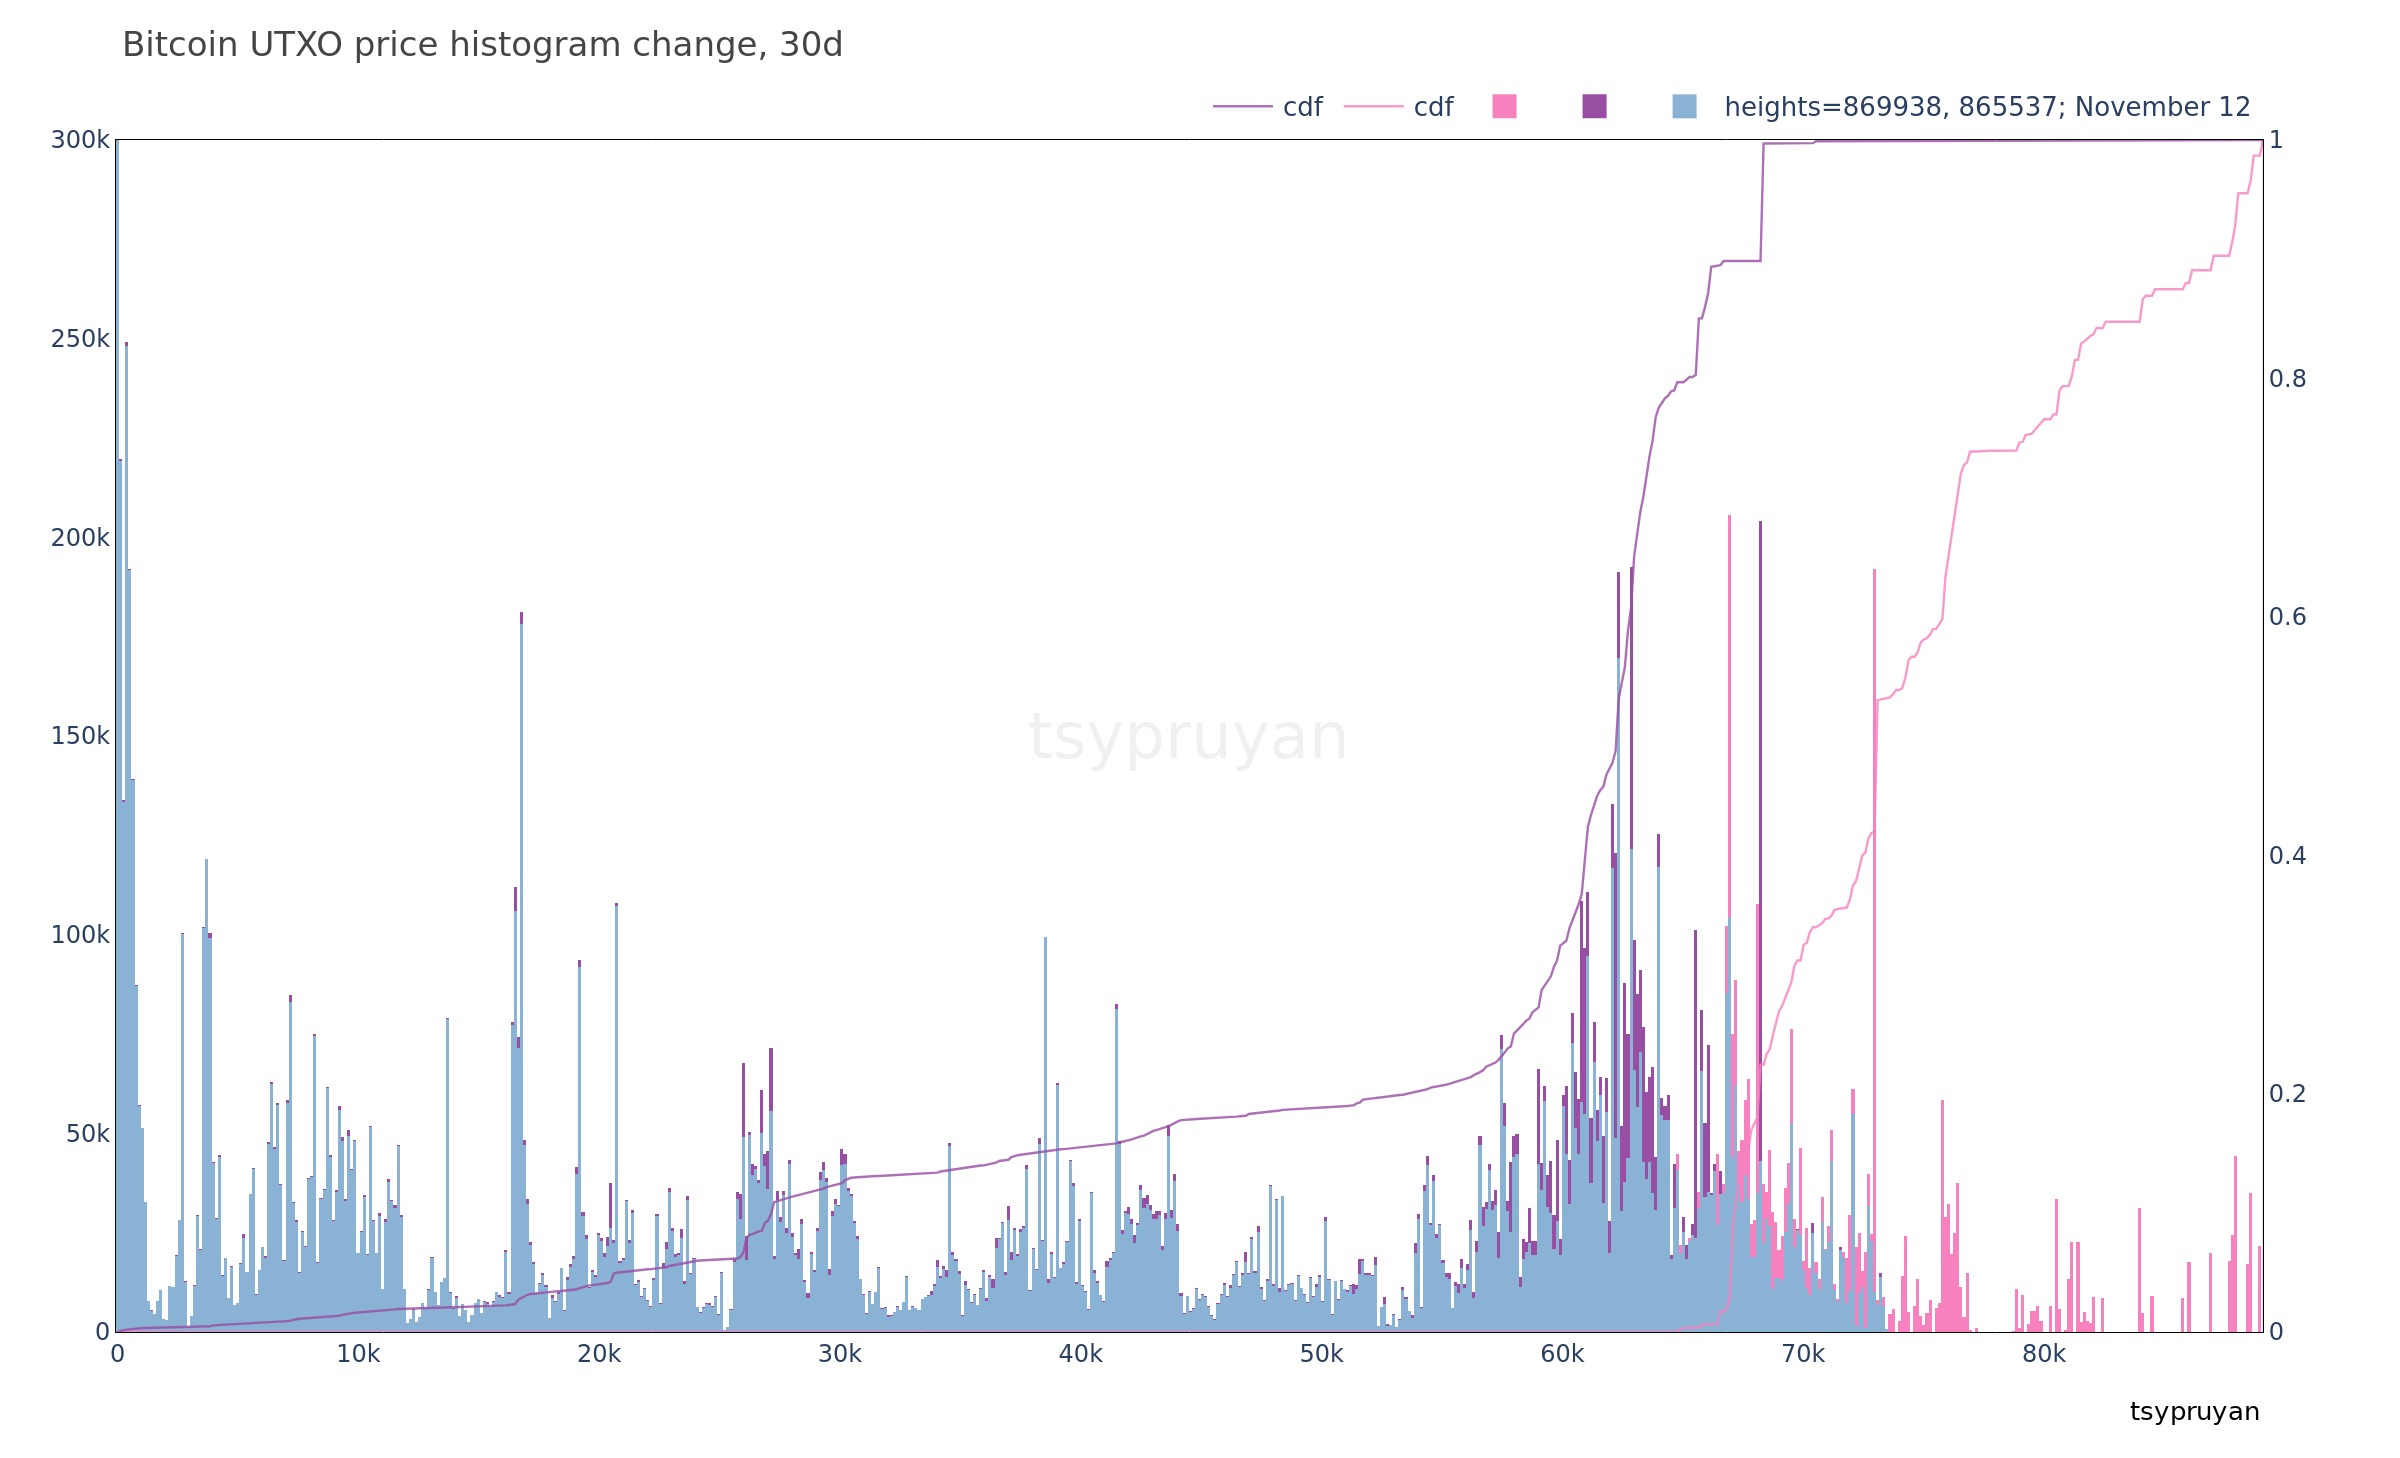 Bitcoin UTXO price histogram change, 30d
cdf cdf heights=869938, 865537; November 12
300k 1
250k
0.8
200k
0.6
150k
tsypruyan
100k
0.4
50k
0.2
0 0
0 10k 20k 30k 40k 50k 60k 70k 80k
tsypruyan